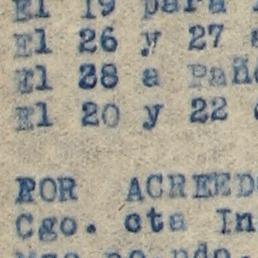 El 19 para
El 26 y 27
El 28 a Pañ
El 20 y 22
POR ACREED
Cgo. cta In